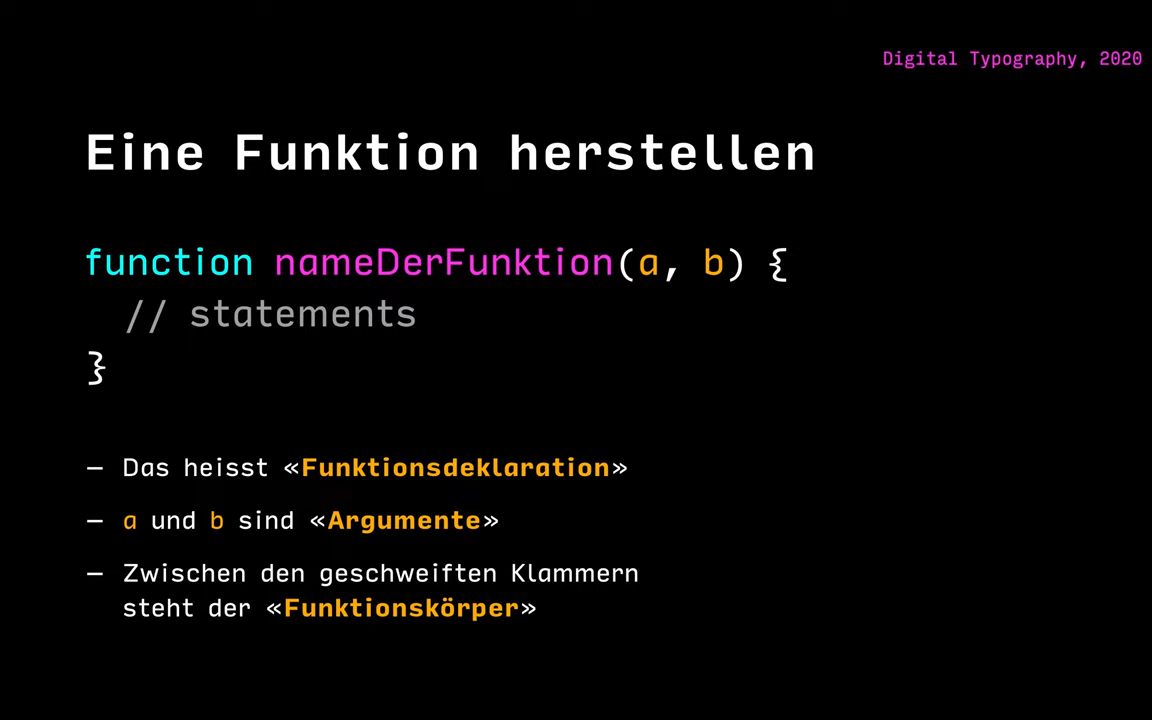 Digital Typography, 2020
Eine Funktion herstellen
function nameDerFunktion(a, b) {
  // statements
}
– Das heisst «Funktionsdeklaration»
– a und b sind «Argumente»
– Zwischen den geschweiften Klammern
steht der «Funktionskörper»